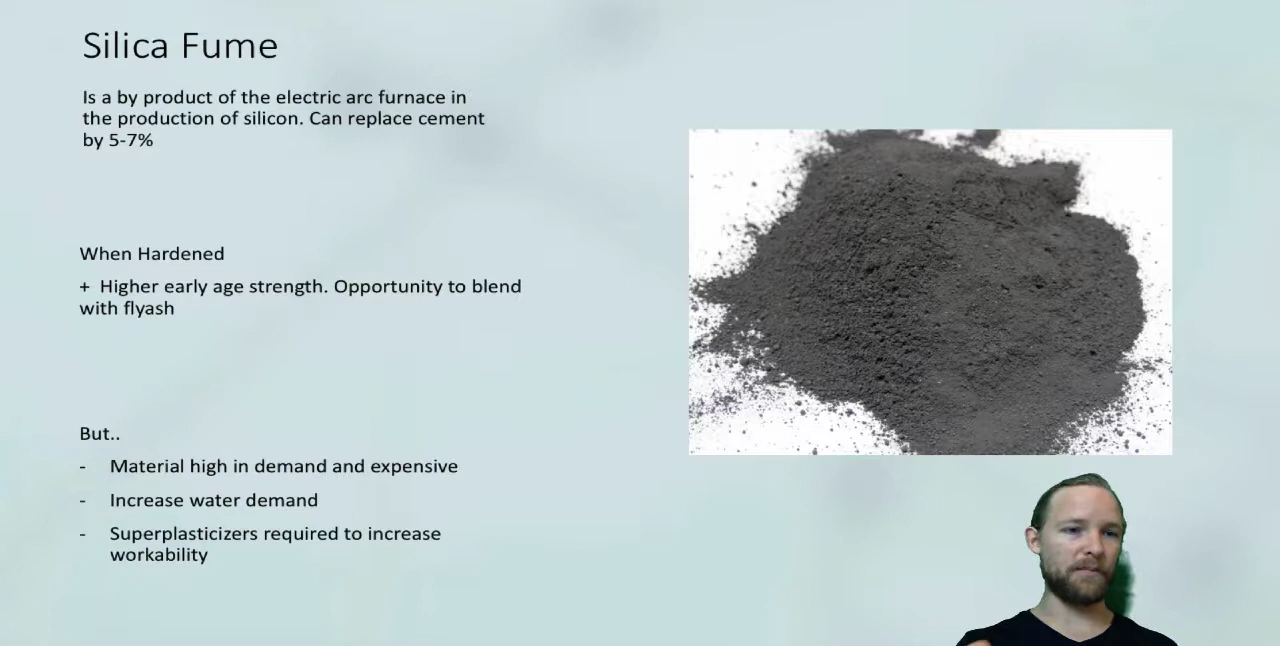 Silica Fume
Is a by product of the electric arc furnace in
the production of silicon. Can replace cement
by 5-7%
When Hardened
+ Higher early age strength. Opportunity to blend
with flyash
But..
- Material high in demand and expensive
- Increase water demand
- Superplasticizers required to increase
workability